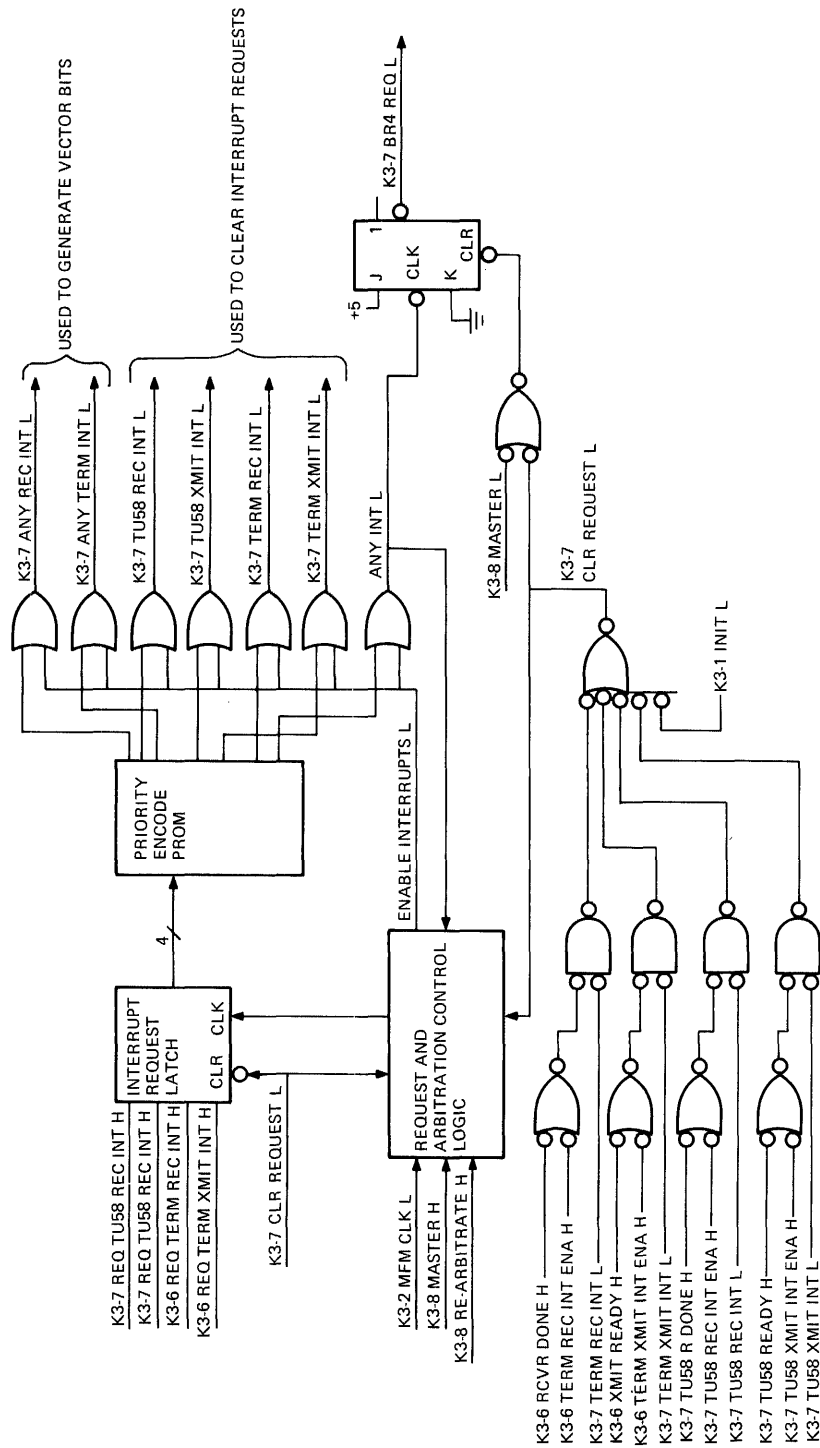 K3-7 REQ TU58 REC INT H
K3-7 REQ TU58 REC INT H
K3-6 REQ TERM REC INT H
K3-6 REQ TERM XMIT INT H
INTERRUPT
REQUEST
LATCH
CLR
CLK
K3-7 CLR REQUEST L
4
PRIORITY
ENCODE
PROM
K3-7 ANY REC INT L
K3-7 ANY TERM INT L
USED TO GENERATE VECTOR BITS
K3-7 TU58 REC INT L
K3-7 TU58 XMIT INT L
K3-7 TERM REC INT L
K3-7 TERM XMIT INT L
USED TO CLEAR INTERRUPT REQUESTS
ANY INT L
ENABLE INTERRUPTS L
K3-2 MFM CLK L
K3-8 MASTER H
K3-8 RE-ARBITRATE H
REQUEST AND
ARBITRATION CONTROL
LOGIC
+5
J
1
CLK
K
CLR
K3-7 BR4 REQ L
K3-8 MASTER L
K3-7
CLR REQUEST L
K3-1 INIT L
K3-6 RCVR DONE H
K3-6 TERM REC INT ENA H
K3-7 TERM REC INT L
K3-6 XMIT READY H
K3-6 TERM XMIT INT ENA H
K3-7 TERM XMIT INT L
K3-7 TU58 R DONE H
K3-7 TU58 REC INT ENA H
K3-7 TU58 REC INT L
K3-7 TU58 READY H
K3-7 TU58 XMIT INT ENA H
K3-7 TU58 XMIT INT L